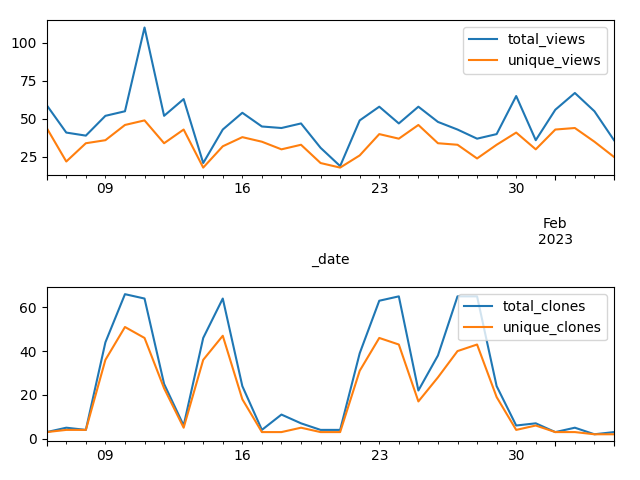 100
75
50
25
total_views
unique_views
09
16
23
30
Feb
2023
_date
60
40
20
0
total_clones
unique_clones
09
16
23
30